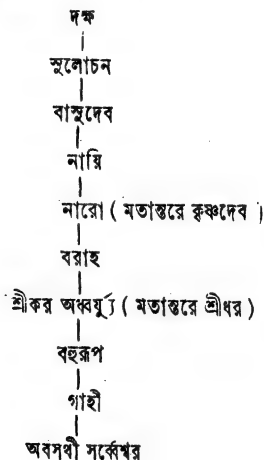 দক্ষ
সুলোচন
বাসুদেব
নায়ি
নারো ( মতান্তরে কৃষ্ণদেব )
বরাহ
শ্রীকর অধ্বর্য্যু ( মতান্তরে শ্রীধর )
বহুরূপ
গাহী
অবসথী সর্ব্বেশ্বর